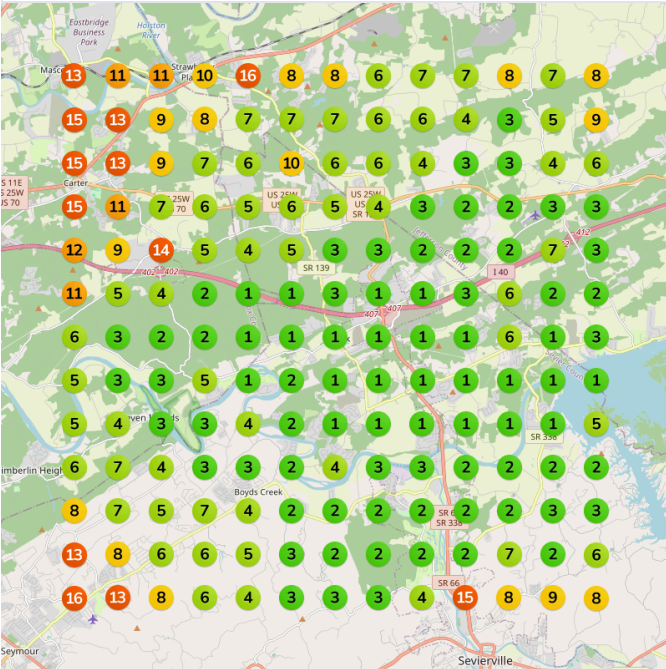 Eastbridge
Business
Park
Holston
River
Masc
Strawb
Pla
13 11 11 10 16 8 8 6 7 7 8 7 8
15 13 9 8 7 7 7 6 6 4 3 5 9
15 13 9 7 6 10 6 6 4 3 3 4 6
Carter
S 11E
S 25W
US 70
25W
70
US 25W
US
US 25W
US
SR 1
15 11 7 6 5 6 5 4 3 2 2 3 3
Jefferson County
412
12 9 14 5 4 5 3 3 2 2 2 7 3
402 402
SR 139
I 40
11 5 4 2 1 1 3 1 1 3 6 2 2
407 407
6 3 2 2 1 1 1 1 1 1 6 1 3
5 3 3 5 1 2 1 1 1 1 1 1 1
5 4 3 3 4 2 1 1 1 1 1 1 5
SR 338
imberlin Heigh
6 7 4 3 3 2 4 3 3 2 2 2 2
Boyds Creek
8 7 5 7 4 2 2 2 2 2 2 3 3
SR 6
SR 338
13 8 6 6 5 3 2 2 2 2 7 2 6
SR 66
16 13 8 6 4 3 3 3 4 15 8 9 8
Seymour
Sevierville